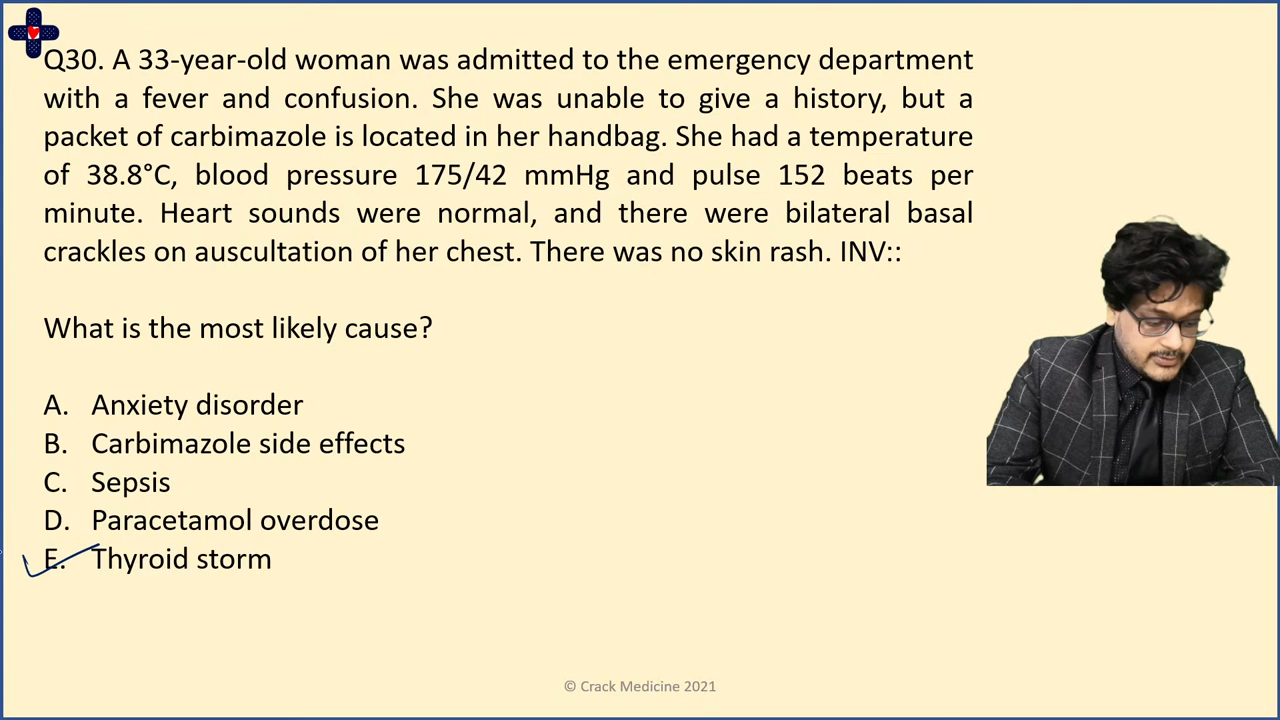 Q30. A 33-year-old woman was admitted to the emergency department
with a fever and confusion. She was unable to give a history, but a
packet of carbimazole is located in her handbag. She had a temperature
of 38.8°C, blood pressure 175/42 mmHg and pulse 152 beats per
minute. Heart sounds were normal, and there were bilateral basal
crackles on auscultation of her chest. There was no skin rash. INV::
What is the most likely cause?
A. Anxiety disorder
B. Carbimazole side effects
C. Sepsis
D. Paracetamol overdose
E. Thyroid storm
© Crack Medicine 2021